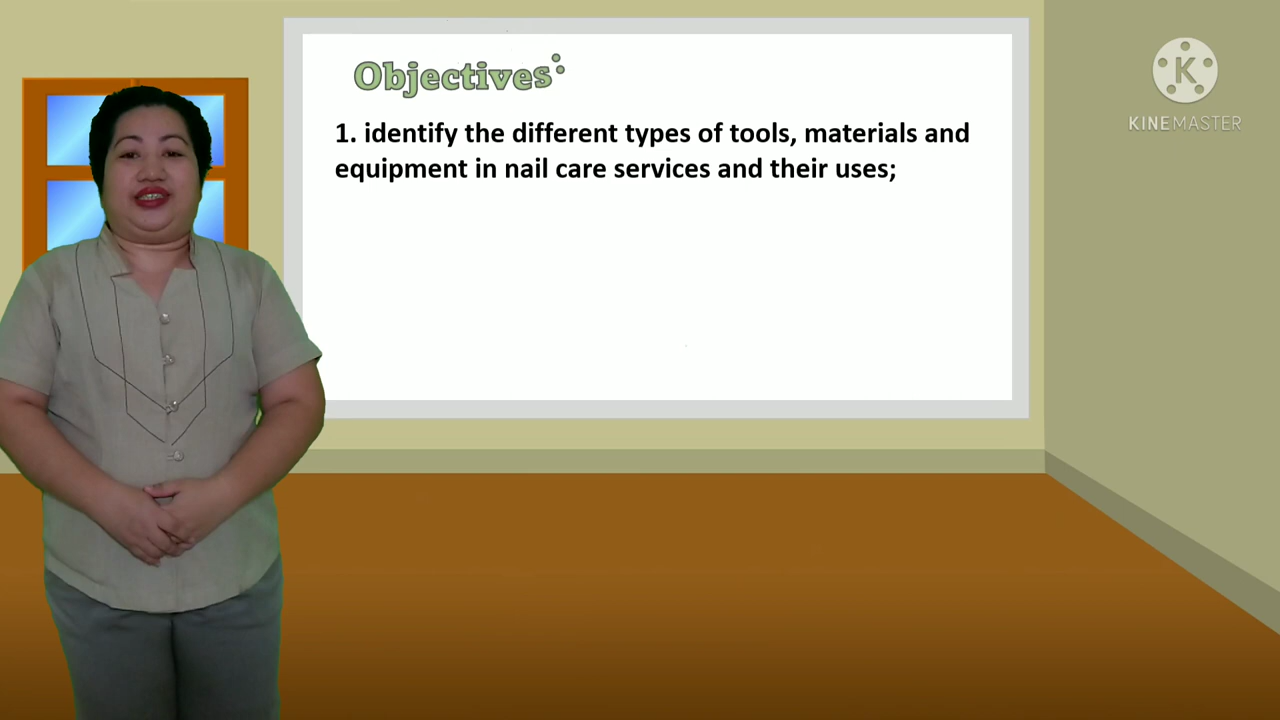 Objectives:
1. identify the different types of tools, materials and
equipment in nail care services and their uses;
K
KINEMASTER